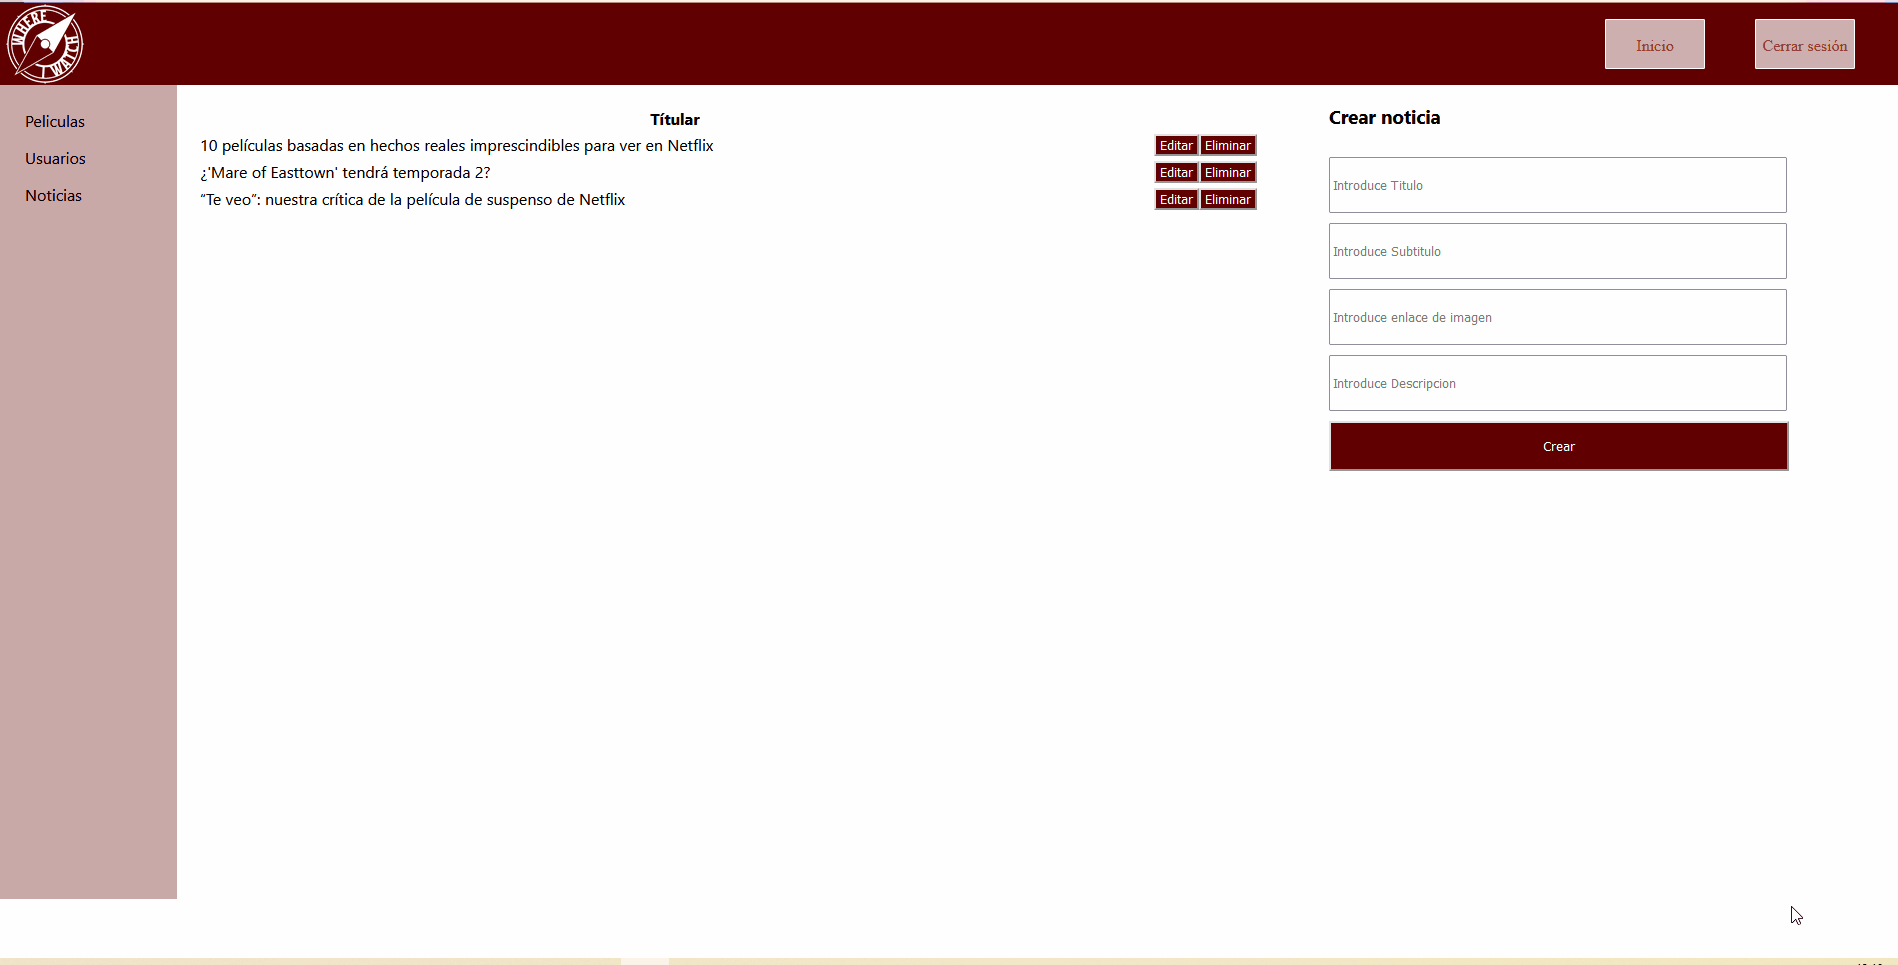 WHERE I WATCH
Inicio
Cerrar sesión
Peliculas
Usuarios
Noticias
Títular
10 películas basadas en hechos reales imprescindibles para ver en Netflix
Editar Eliminar
¿'Mare of Easttown' tendrá temporada 2?
Editar Eliminar
“Te veo”: nuestra crítica de la película de suspenso de Netflix
Editar Eliminar
Crear noticia
Introduce Titulo
Introduce Subtitulo
Introduce enlace de imagen
Introduce Descripcion
Crear